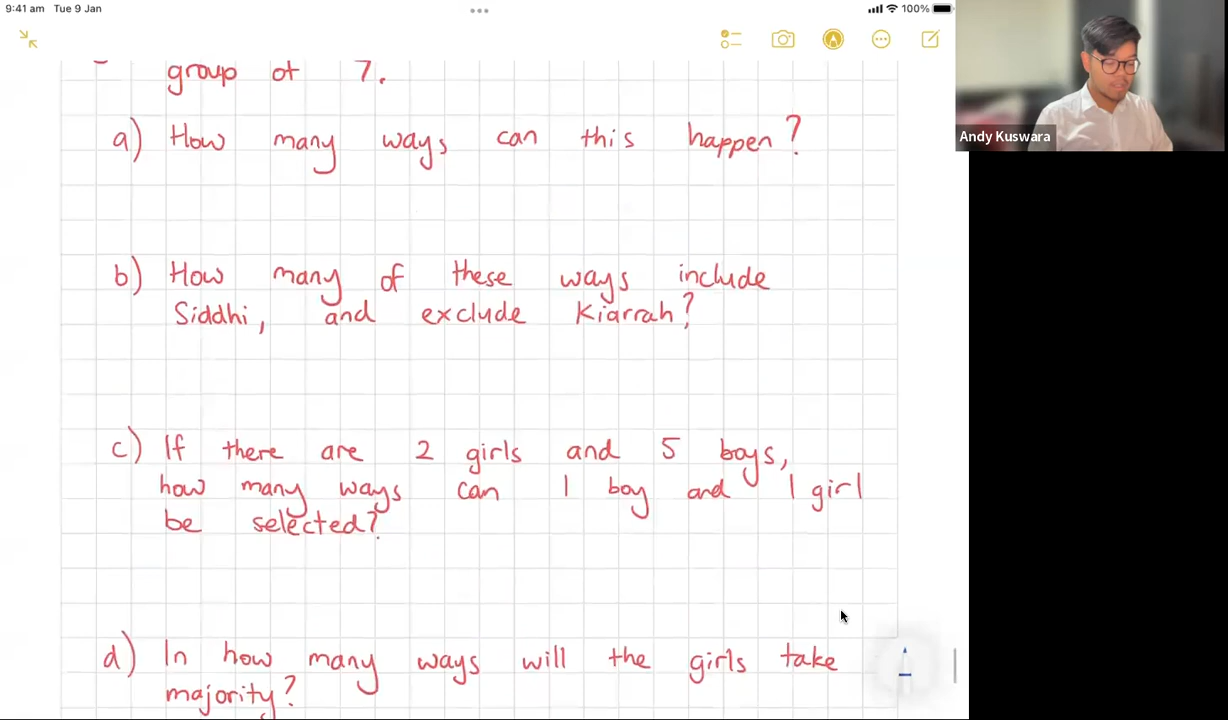 9:41 am Tue 9 Jan
100%
Andy Kuswara
group of 7.
a) How many ways can this happen?
b) How many of these ways include
Siddhi, and exclude Kiarrah?
c) If there are 2 girls and 5 boys,
how many ways can 1 boy and 1 girl
be selected?
d) In how many ways will the girls take
majority?